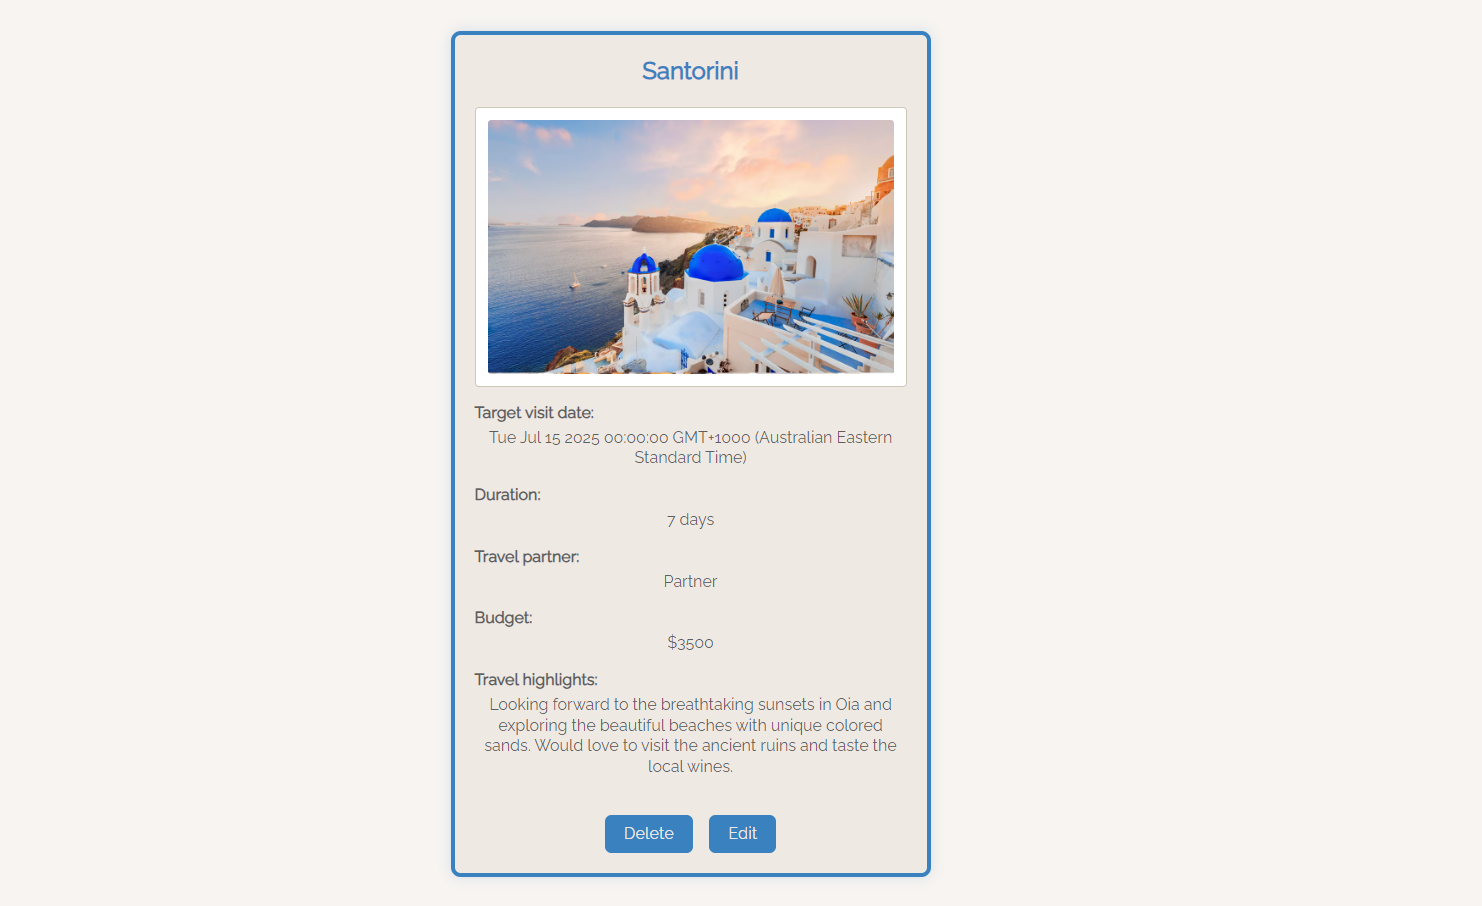 Santorini
Target visit date:
Tue Jul 15 2025 00:00:00 GMT+1000 (Australian Eastern
Standard Time)
Duration:
7 days
Travel partner:
Partner
Budget:
$3500
Travel highlights:
Looking forward to the breathtaking sunsets in Oia and
exploring the beautiful beaches with unique colored
sands. Would love to visit the ancient ruins and taste the
local wines.
Delete Edit